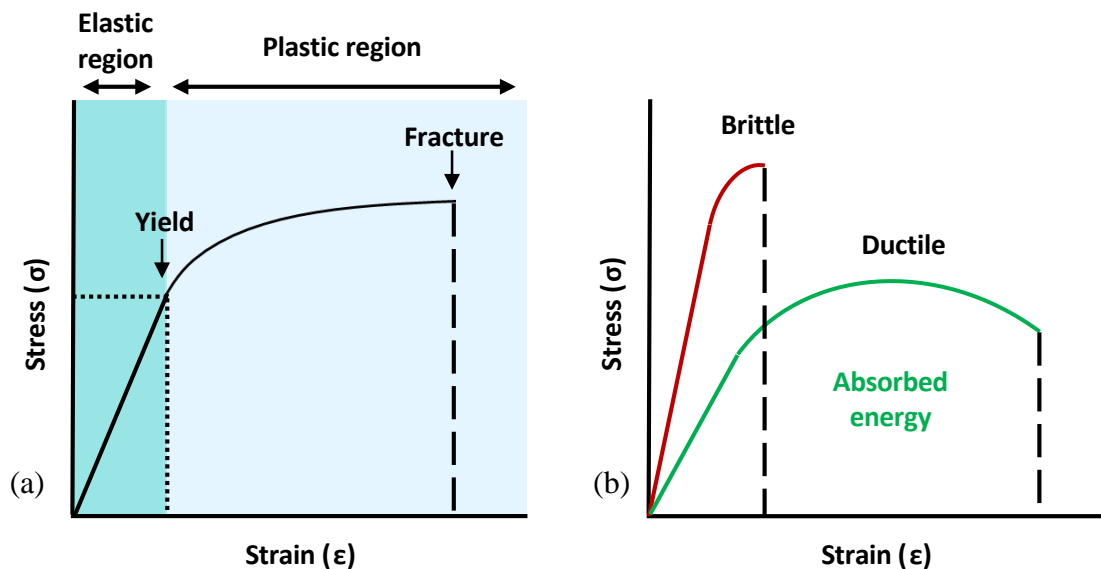 Elastic
region
Plastic region
Fracture
Yield
Stress (σ)
(a)
Strain (ε)
Brittle
Ductile
Absorbed
energy
Stress (σ)
(b)
Strain (ε)